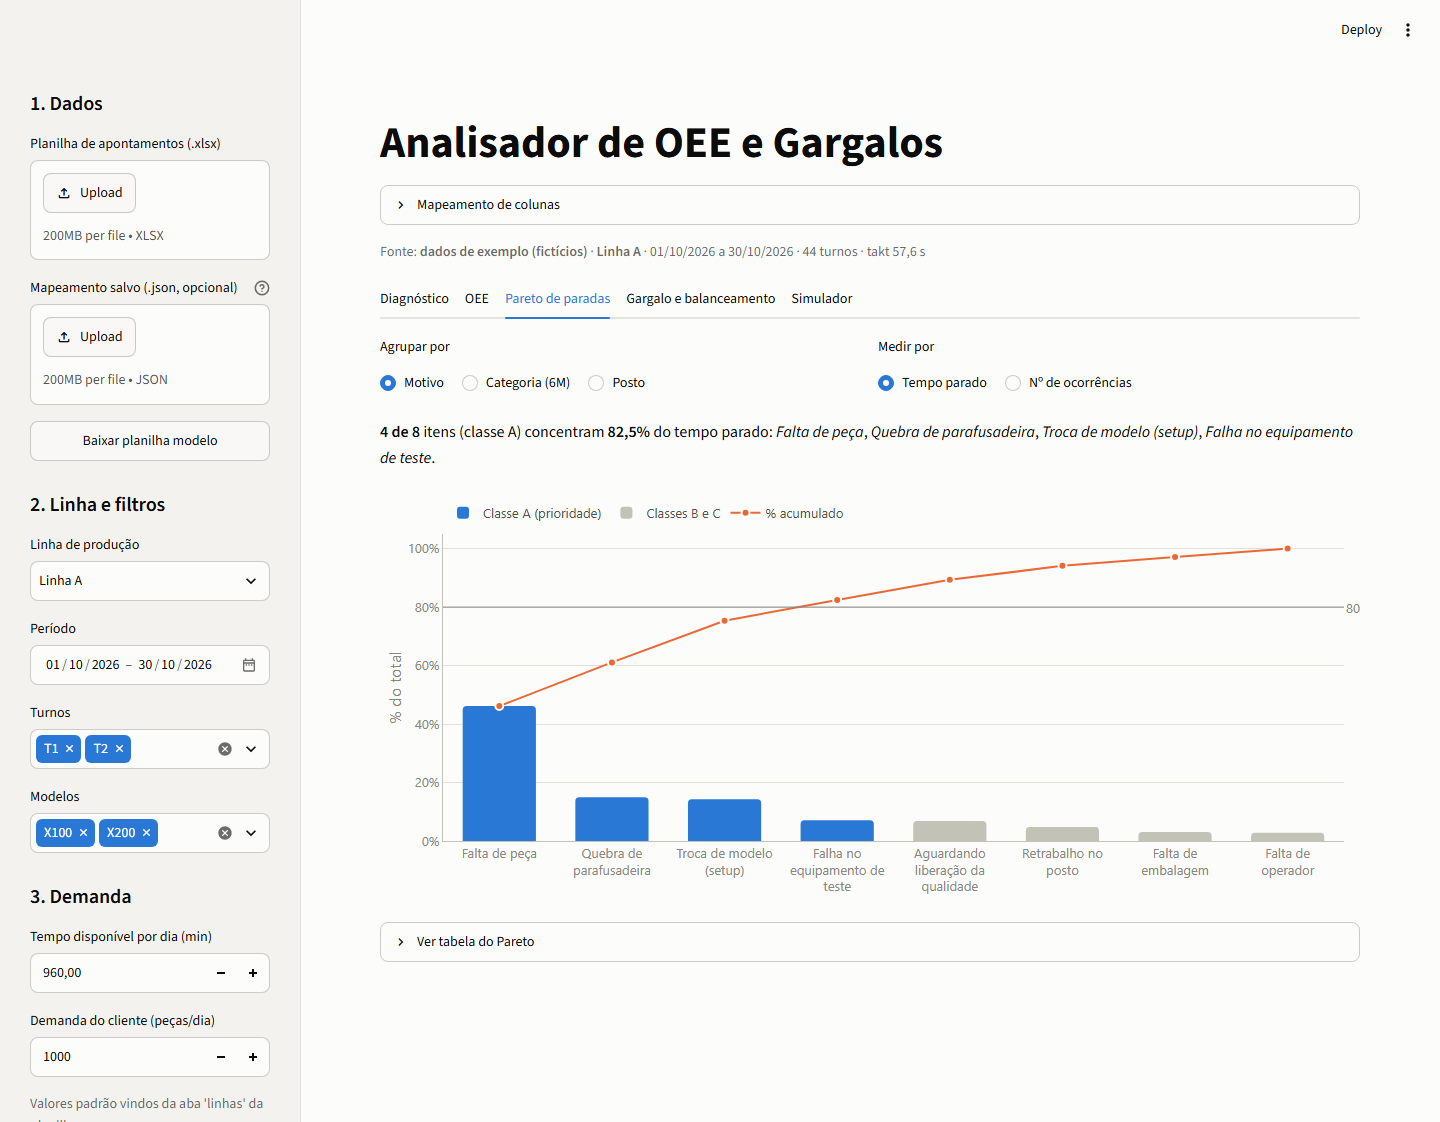 Deploy
1. Dados
Planilha de apontamentos (.xlsx)
Upload
200MB per file • XLSX
Mapeamento salvo (.json, opcional)
Upload
200MB per file • JSON
Baixar planilha modelo
2. Linha e filtros
Linha de produção
Linha A
Período
01/10/2026 – 30/10/2026
Turnos
T1 T2
Modelos
X100 X200
3. Demanda
Tempo disponível por dia (min)
960,00
Demanda do cliente (peças/dia)
1000
Valores padrão vindos da aba 'linhas' da
Analisador de OEE e Gargalos
Mapeamento de colunas
Fonte: dados de exemplo (fictícios) · Linha A · 01/10/2026 a 30/10/2026 · 44 turnos · takt 57,6 s
Diagnóstico OEE Pareto de paradas Gargalo e balanceamento Simulador
Agrupar por
Motivo Categoria (6M) Posto
Medir por
Tempo parado Nº de ocorrências
4 de 8 itens (classe A) concentram 82,5% do tempo parado: Falta de peça, Quebra de parafusadeira, Troca de modelo (setup), Falha no equipamento
de teste.
Classe A (prioridade) Classes B e C % acumulado
100%
80%
60%
40%
20%
0%
% do total
80
Falta de peça
Quebra de
parafusadeira
Troca de modelo
(setup)
Falha no
equipamento de
teste
Aguardando
liberação da
qualidade
Retrabalho no
posto
Falta de
embalagem
Falta de
operador
Ver tabela do Pareto